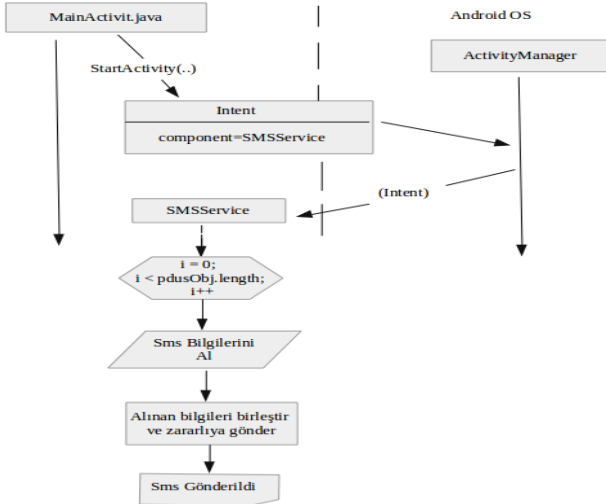 MainActivit.java
Android OS
ActivityManager
StartActivity(..)
Intent
component=SMSService
(Intent)
SMSService
i = 0;
i < pdusObj.length;
i++
Sms Bilgilerini
Al
Alınan bilgileri birleştir
ve zararlıya gönder
Sms Gönderildi